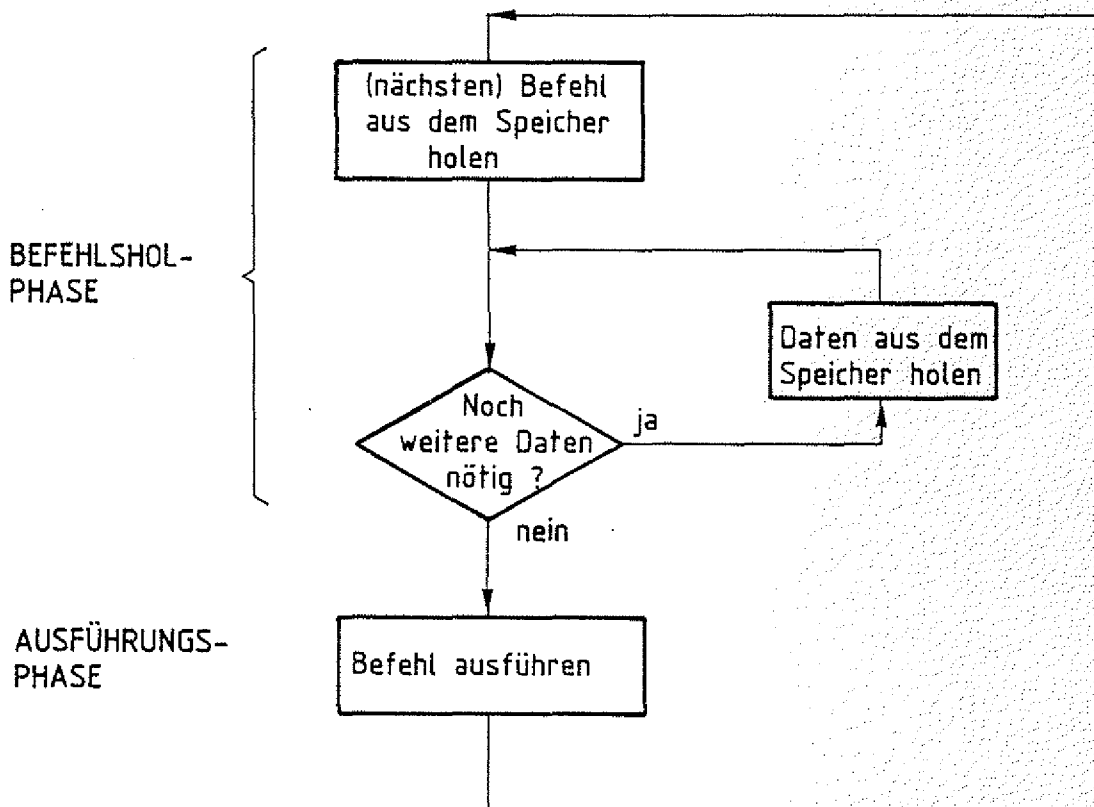 (nächsten) Befehl
aus dem Speicher
holen
BEFEHLSHOL-
PHASE
Daten aus dem
Speicher holen
Noch
weitere Daten
nötig ?
ja
nein
AUSFÜHRUNGS-
PHASE
Befehl ausführen